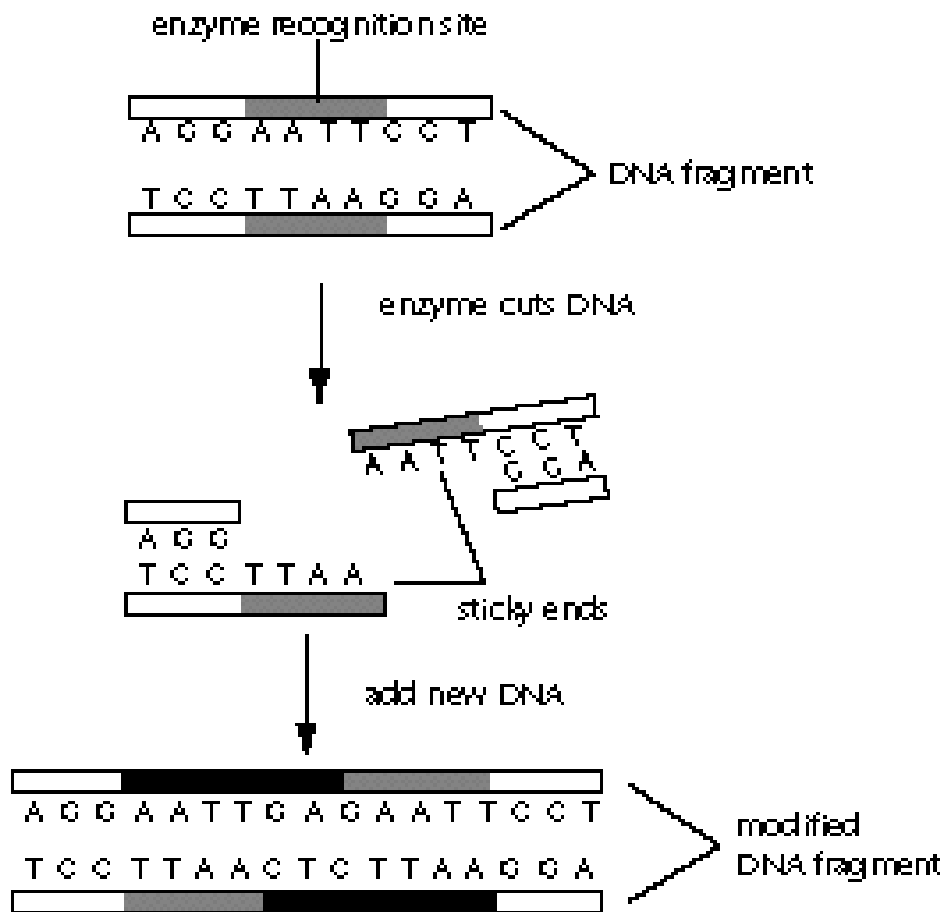 enzyme recognition site
A G G A A T T C C T
DNA fragment
T C C T T A A G G A
enzyme cuts DNA
A A T T C C T
G G A
A G G
T C C T T A A
sticky ends
add new DNA
A G G A A T T G A G A A T T C C T
modified
DNA fragment
T C C T T A A C T C T T A A G G A